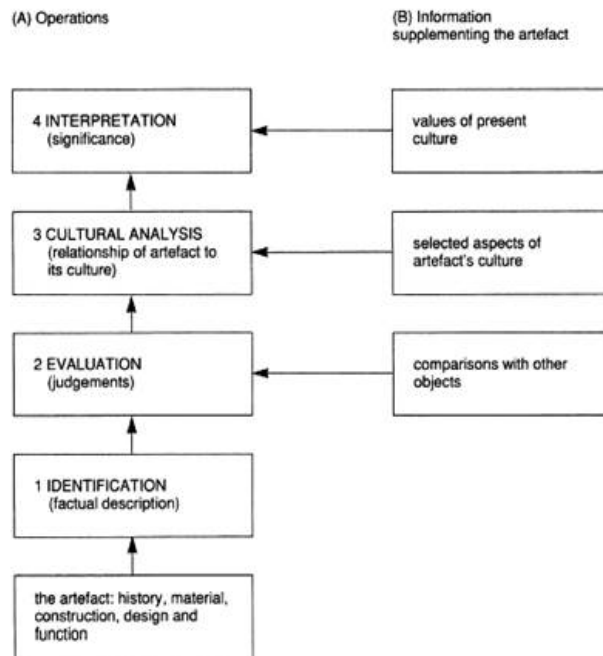 (A) Operations
(B) Information
supplementing the artefact
4 INTERPRETATION
(significance)
values of present
culture
3 CULTURAL ANALYSIS
(relationship of artefact to
its culture)
selected aspects of
artefact's culture
2 EVALUATION
(judgements)
comparisons with other
objects
1 IDENTIFICATION
(factual description)
the artefact: history, material,
construction, design and
function